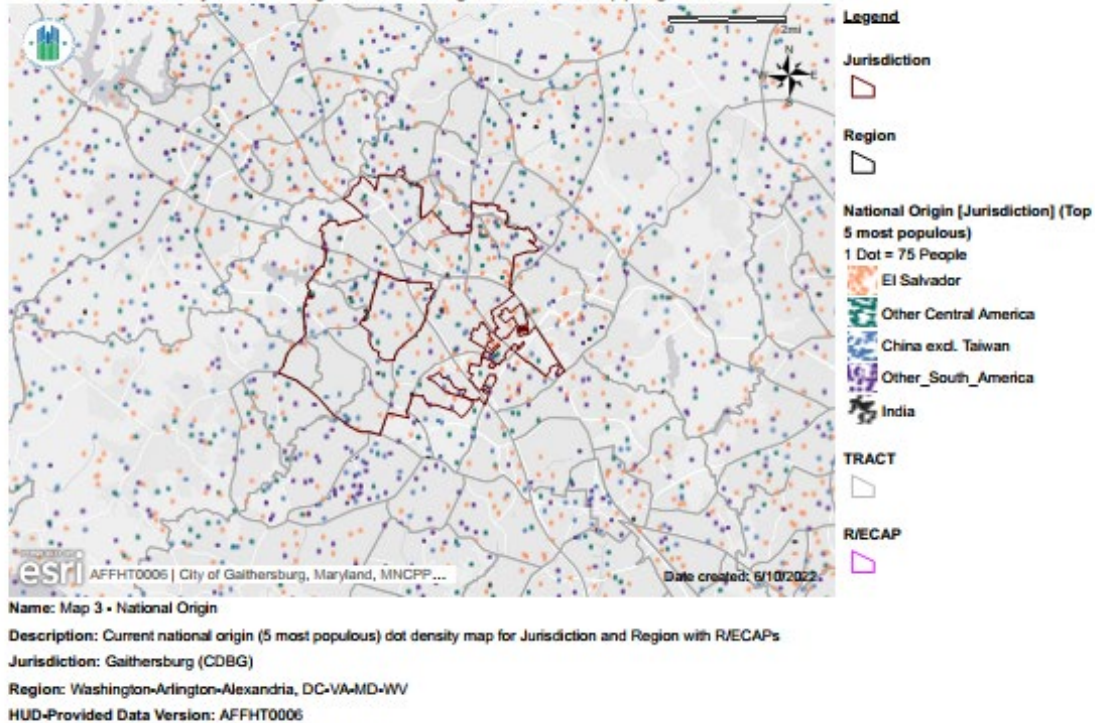 0 1 2mi
N
E
S
Legend
Jurisdiction
Region
National Origin [Jurisdiction] (Top
5 most populous)
1 Dot = 75 People
El Salvador
Other Central America
China excl. Taiwan
Other_South_America
India
TRACT
R/ECAP
esri
AFFHT0006 | City of Gaithersburg, Maryland, MNCPP...
Date created: 6/10/2022
Name: Map 3 - National Origin
Description: Current national origin (5 most populous) dot density map for Jurisdiction and Region with R/ECAPs
Jurisdiction: Gaithersburg (CDBG)
Region: Washington-Arlington-Alexandria, DC-VA-MD-WV
HUD-Provided Data Version: AFFHT0006